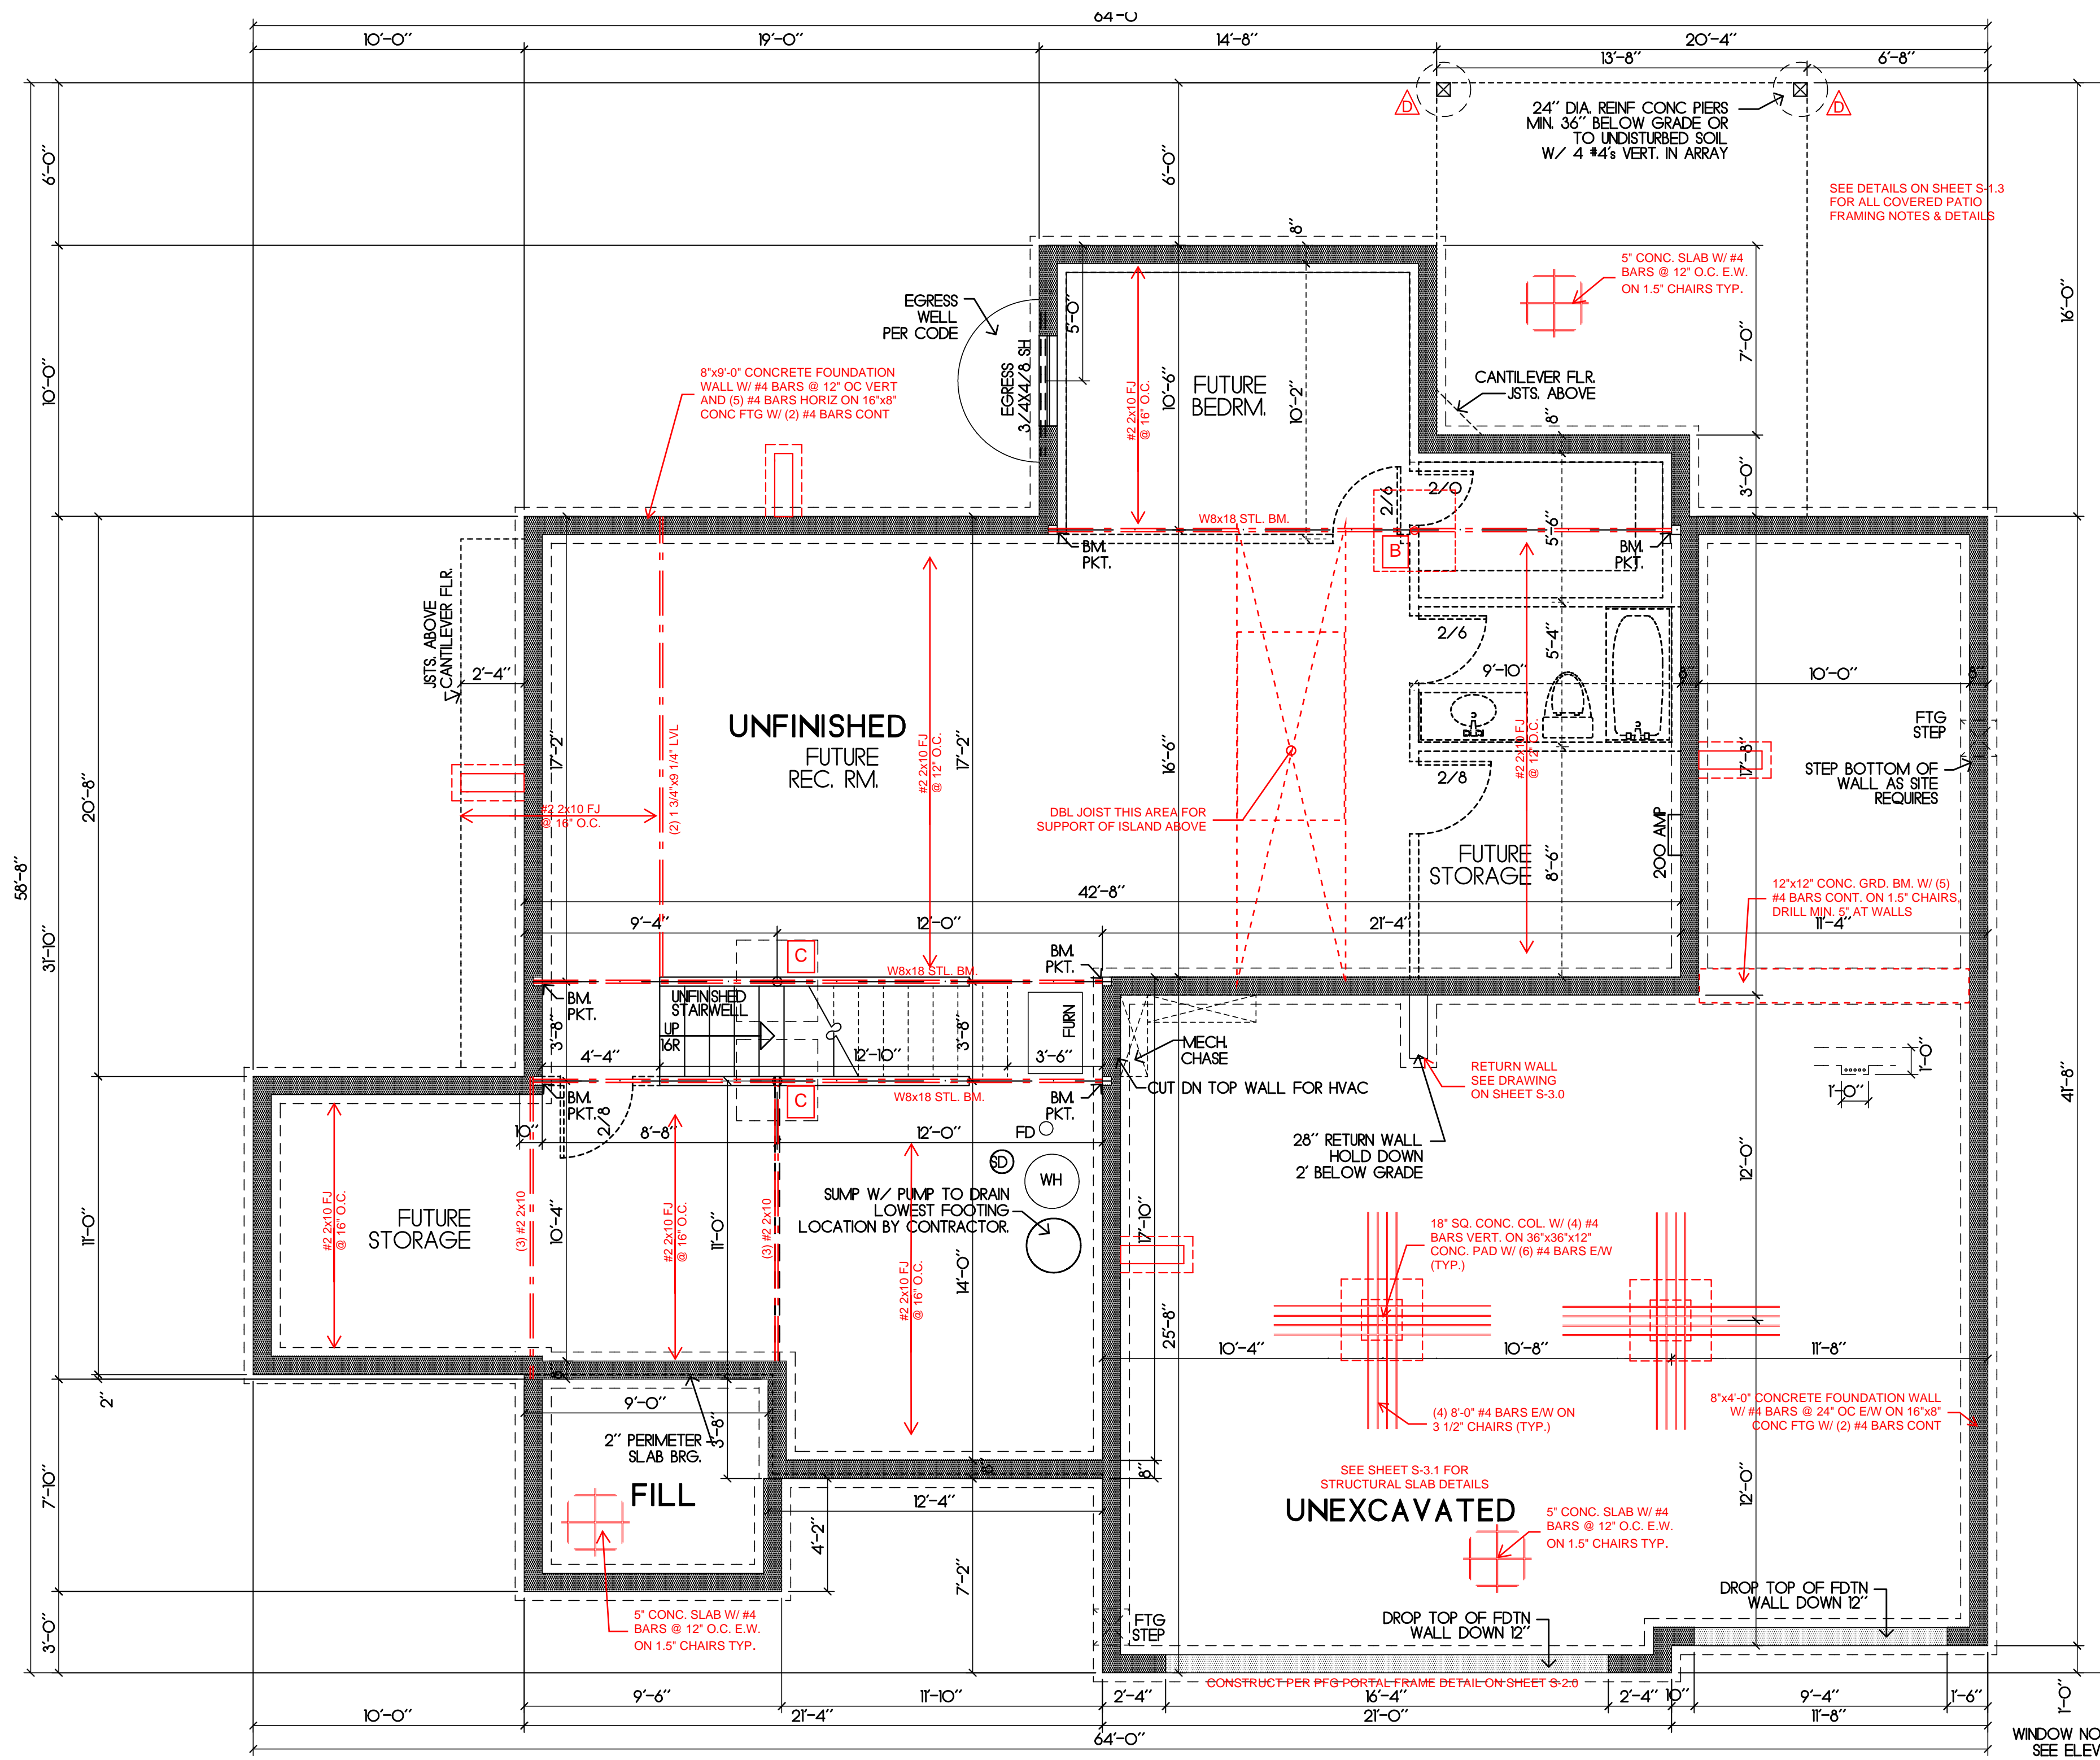 64'-0
10'-0"
19'-0"
14'-8"
20'-4"
13'-8"
6'-8"
D
D
24" DIA. REINF CONC PIERS
MIN. 36" BELOW GRADE OR
TO UNDISTURBED SOIL
W/ 4 #4's VERT. IN ARRAY
SEE DETAILS ON SHEET S-1.3
FOR ALL COVERED PATIO
FRAMING NOTES & DETAILS
6'-0"
6'-0"
8"
5" CONC. SLAB W/ #4
BARS @ 12" O.C. E.W.
ON 1.5" CHAIRS TYP.
16'-0"
EGRESS
WELL
PER CODE
5'-0"
EGRESS
3/4X4/8 SH
7'-0"
10'-0"
8"x9'-0" CONCRETE FOUNDATION
WALL W/ #4 BARS @ 12" OC VERT
AND (5) #4 BARS HORIZ ON 16"x8"
CONC FTG W/ (2) #4 BARS CONT
#2 2x10 FJ
@ 16" O.C.
10'-6"
FUTURE
BEDRM.
10'-2"
CANTILEVER FLR.
JSTS. ABOVE
8"
3'-0"
2/6
2/0
W8x18 STL. BM.
B
BM.
PKT.
5'-6"
BM.
PKT.
JSTS. ABOVE
CANTILEVER FLR.
2'-4"
2/6
5'-4"
9'-10"
8"
10'-0"
8"
UNFINISHED
FUTURE
REC. RM.
17'-2"
(2) 1 3/4"x9 1/4" LVL
#2 2x10 FJ
@ 12" O.C.
17'-2"
16'-6"
#2 2x10 FJ
@ 12" O.C.
17'-8"
FTG
STEP
STEP BOTTOM OF
WALL AS SITE
REQUIRES
2/8
#2 2x10 FJ
@ 16" O.C.
DBL JOIST THIS AREA FOR
SUPPORT OF ISLAND ABOVE
20'-8"
31'-10"
58'-8"
FUTURE
STORAGE
8'-6"
200 AMP
42'-8"
12"x12" CONC. GRD. BM. W/ (5)
#4 BARS CONT. ON 1.5" CHAIRS,
DRILL MIN. 5" AT WALLS
9'-4"
12'-0"
21'-4"
11'-4"
C
W8x18 STL. BM.
BM.
PKT.
BM.
PKT.
UNFINISHED
STAIRWELL
UP
16R
3'-8"
4'-4"
12'-10"
3'-8"
3'-6"
FURN
MECH.
CHASE
CUT DN TOP WALL FOR HVAC
RETURN WALL
SEE DRAWING
ON SHEET S-3.0
1'-0"
1'-0"
41'-8"
BM.
PKT.
2/8
C
W8x18 STL. BM.
BM.
PKT.
10"
8'-8"
12'-0"
FD
SD
WH
28" RETURN WALL
HOLD DOWN
2' BELOW GRADE
12'-0"
11'-0"
#2 2x10 FJ
@ 16" O.C.
FUTURE
STORAGE
(3) #2 2x10
10'-4"
#2 2x10 FJ
@ 16" O.C.
11'-0"
(3) #2 2x10
SUMP W/ PUMP TO DRAIN
LOWEST FOOTING
LOCATION BY CONTRACTOR.
#2 2x10 FJ
@ 16" O.C.
14'-0"
17'-10"
25'-8"
18" SQ. CONC. COL. W/ (4) #4
BARS VERT. ON 36"x36"x12"
CONC. PAD W/ (6) #4 BARS E/W
(TYP.)
10'-4"
10'-8"
11'-8"
2"
8"
9'-0"
3'-8"
2" PERIMETER
SLAB BRG.
(4) 8'-0" #4 BARS E/W ON
3 1/2" CHAIRS (TYP.)
8"x4'-0" CONCRETE FOUNDATION WALL
W/ #4 BARS @ 24" OC E/W ON 16"x8"
CONC FTG W/ (2) #4 BARS CONT
8"
8"
7'-10"
FILL
12'-4"
4'-2"
7'-2"
SEE SHEET S-3.1 FOR
STRUCTURAL SLAB DETAILS
UNEXCAVATED
12'-0"
5" CONC. SLAB W/ #4
BARS @ 12" O.C. E.W.
ON 1.5" CHAIRS TYP.
3'-0"
5" CONC. SLAB W/ #4
BARS @ 12" O.C. E.W.
ON 1.5" CHAIRS TYP.
FTG
STEP
DROP TOP OF FDTN
WALL DOWN 12"
DROP TOP OF FDTN
WALL DOWN 12"
CONSTRUCT PER PFG PORTAL FRAME DETAIL ON SHEET S-2.0
9'-6"
11'-10"
2'-4"
16'-4"
2'-4"
10"
9'-4"
1'-6"
1'-0"
10'-0"
21'-4"
21'-0"
11'-8"
64'-0"
WINDOW NO
SEE ELEV